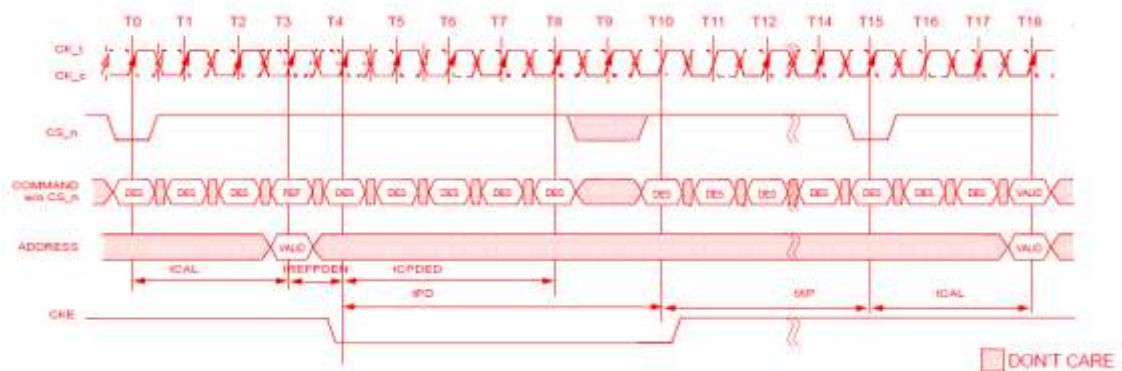 T0 T1 T2 T3 T4 T5 T6 T7 T8 T9 T10 T11 T12 T14 T15 T16 T17 T18
CK_t
CK_c
CS_n
COMMAND
w/o CS_n
DES DES DES REF DES DES DES DES DES DES DES DES DES DES DES DES VALID
ADDRESS
VALID VALID
tCAL tREFPDEN tCPDED
tPD tXP tCAL
CKE
DON'T CARE